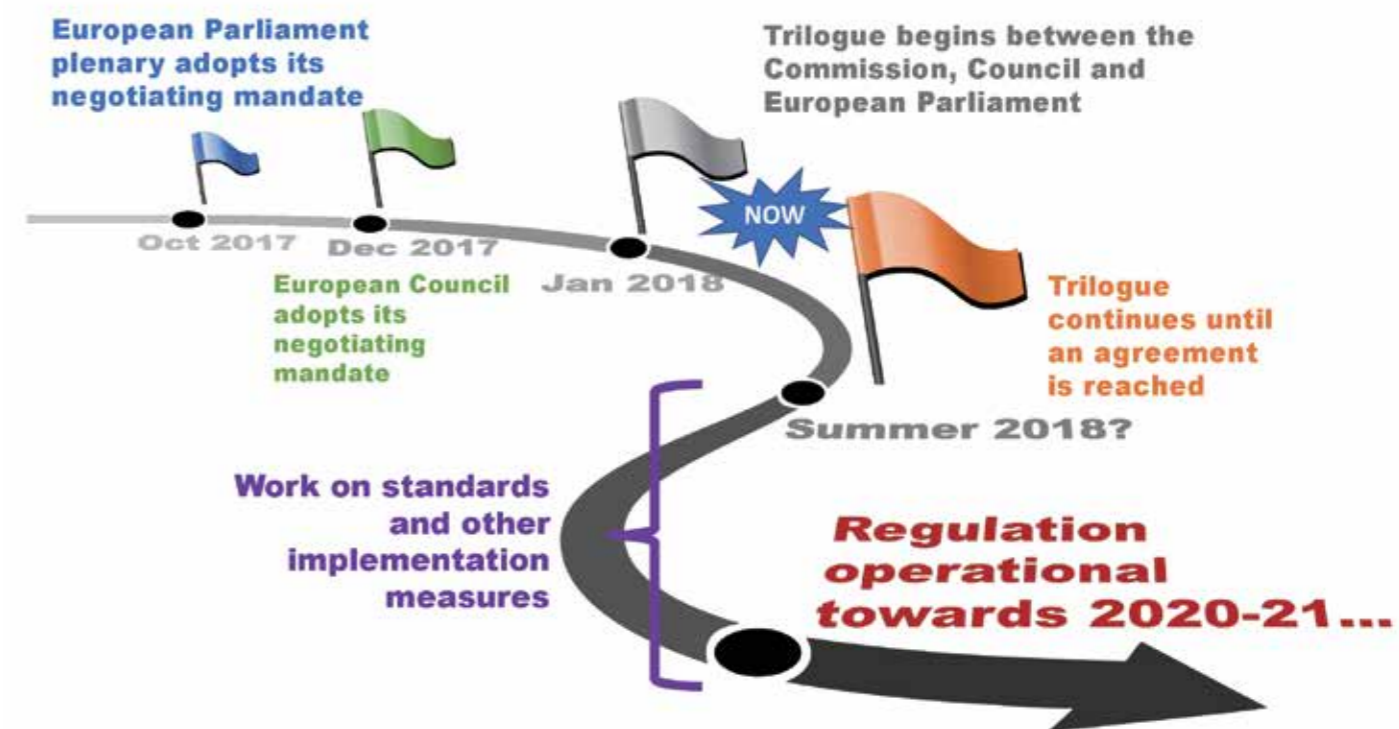 European Parliament
plenary adopts its
negotiating mandate
Trilogue begins between the
Commission, Council and
European Parliament
NOW
Oct 2017
Dec 2017
Jan 2018
European Council
adopts its
negotiating
mandate
Trilogue
continues until
an agreement
is reached
Summer 2018?
Work on standards
and other
implementation
measures
Regulation
operational
towards 2020-21...